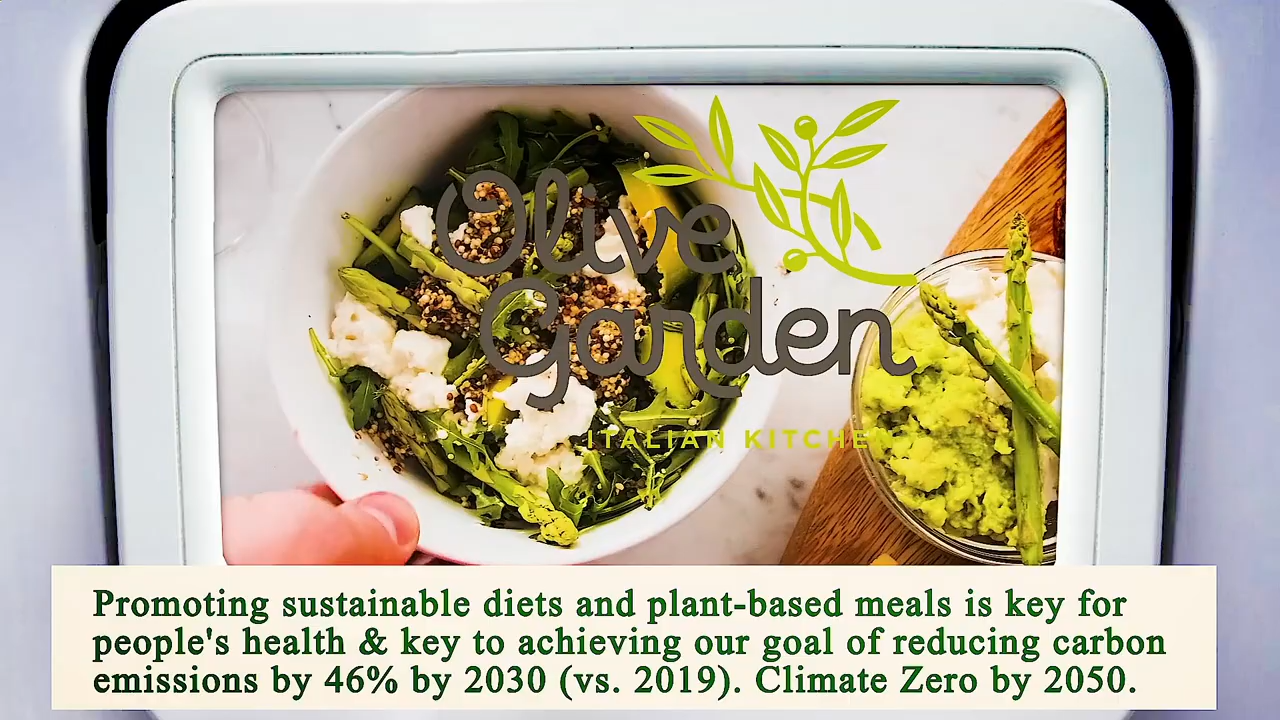 Olive
Garden
ITALIAN KITCHEN
Promoting sustainable diets and plant-based meals is key for
people's health & key to achieving our goal of reducing carbon
emissions by 46% by 2030 (vs. 2019). Climate Zero by 2050.